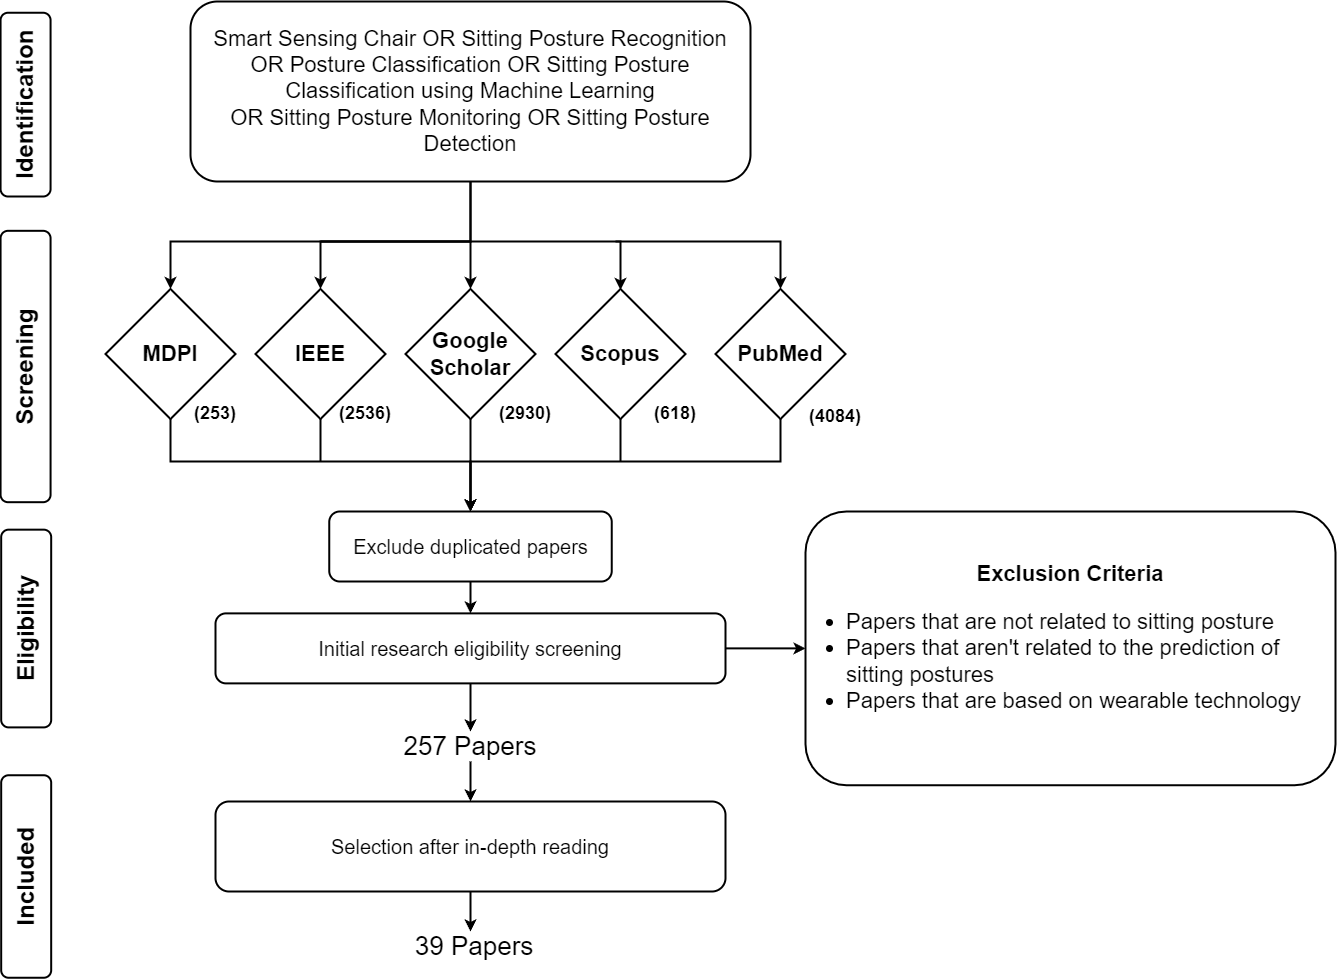 Identification
Smart Sensing Chair OR Sitting Posture Recognition
OR Posture Classification OR Sitting Posture
Classification using Machine Learning
OR Sitting Posture Monitoring OR Sitting Posture
Detection
Screening
MDPI
(253)
IEEE
(2536)
Google
Scholar
(2930)
Scopus
(618)
PubMed
(4084)
Eligibility
Exclude duplicated papers
Initial research eligibility screening
Exclusion Criteria
• Papers that are not related to sitting posture
• Papers that aren't related to the prediction of
sitting postures
• Papers that are based on wearable technology
257 Papers
Included
Selection after in-depth reading
39 Papers